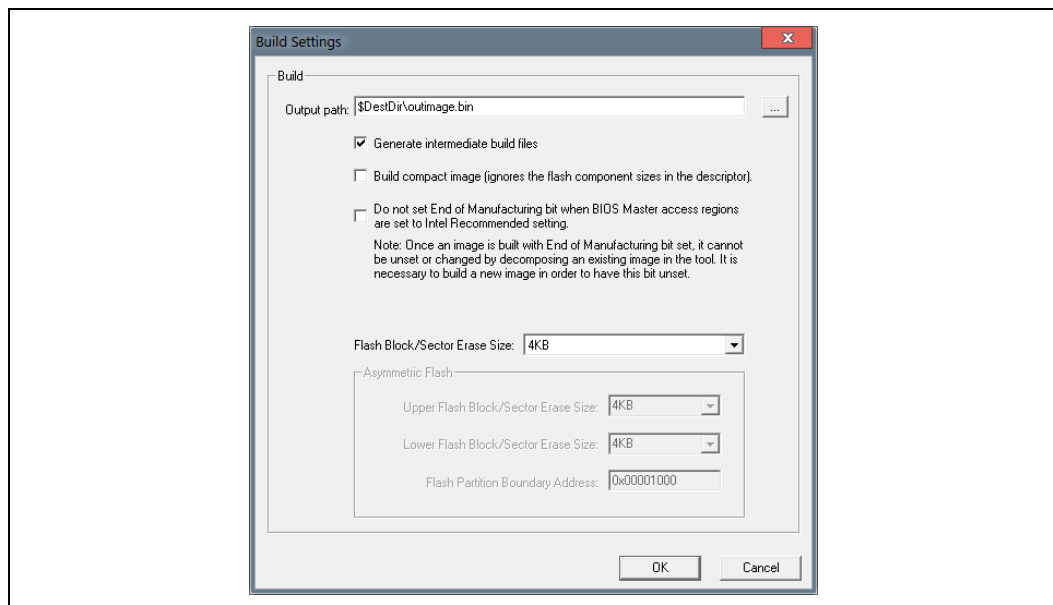 Build Settings
Build
Output path: $DestDir\outimage.bin ...
Generate intermediate build files
Build compact image (ignores the flash component sizes in the descriptor).
Do not set End of Manufacturing bit when BIOS Master access regions
are set to Intel Recommended setting.
Note: Once an image is built with End of Manufacturing bit set, it cannot
be unset or changed by decomposing an existing image in the tool. It is
necessary to build a new image in order to have this bit unset.
Flash Block/Sector Erase Size: 4KB
Asymmetric Flash
Upper Flash Block/Sector Erase Size: 4KB
Lower Flash Block/Sector Erase Size: 4KB
Flash Partition Boundary Address: 0x00001000
OK Cancel